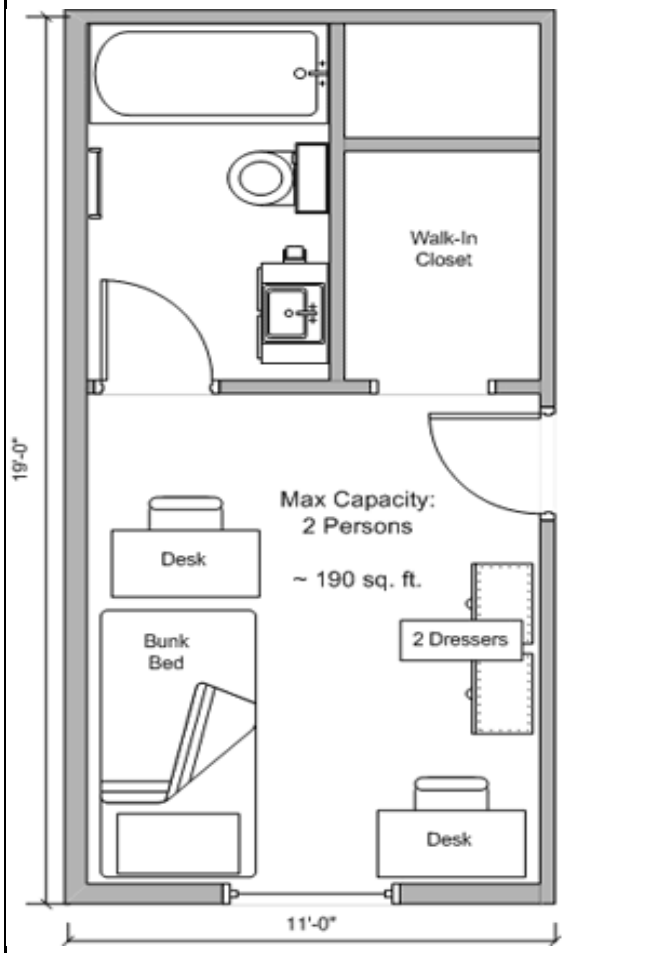 Walk-In
Closet
19'-0"
Max Capacity:
2 Persons
~ 190 sq. ft.
Desk
Bunk
Bed
2 Dressers
Desk
11'-0"